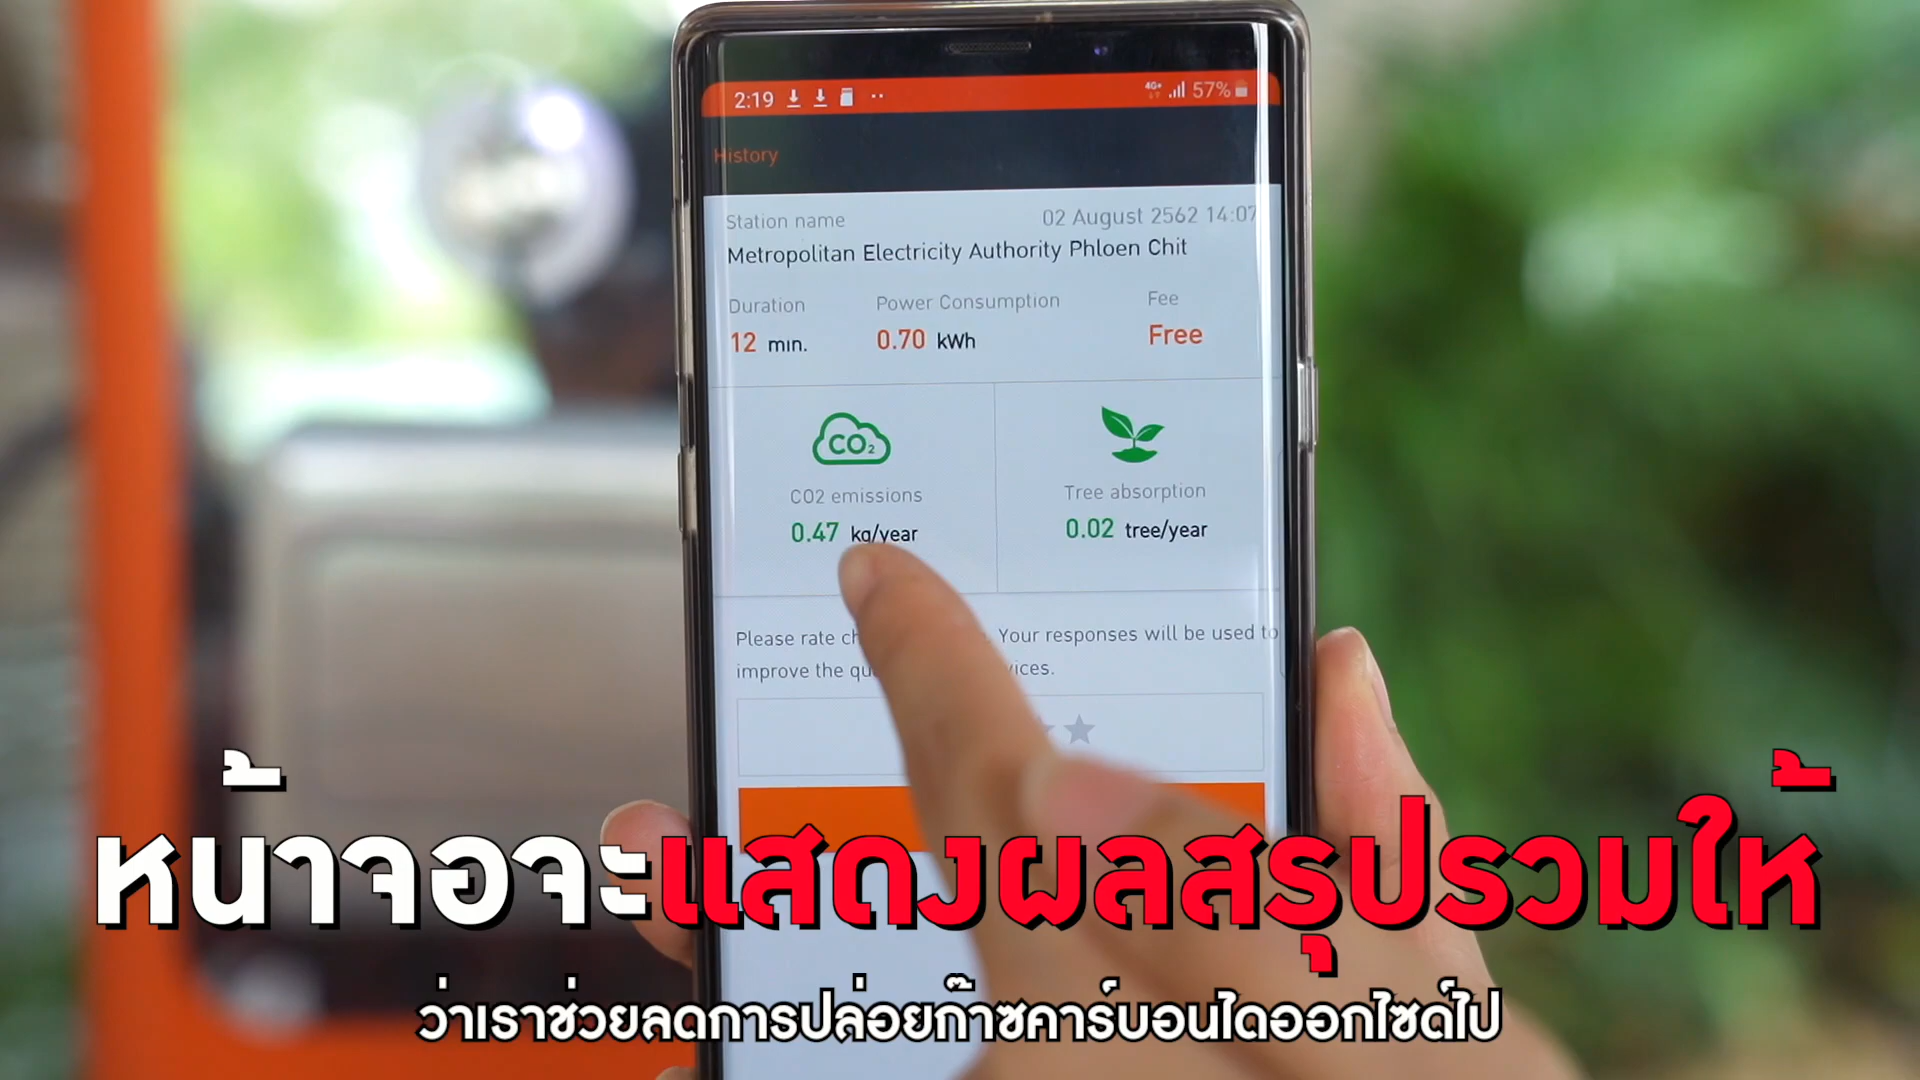 2:19 4G+ 57%
History
Station name 02 August 2562 14:07
Metropolitan Electricity Authority Phloen Chit
Duration Power Consumption Fee
12 min. 0.70 kWh Free
CO2
CO2 emissions Tree absorption
0.47 kg/year 0.02 tree/year
Please rate Your responses will be used to
improve the
หน้าจอจะแสดงผลสรุปรวมให้
ว่าเราช่วยลดการปล่อยก๊าซคาร์บอนไดออกไซด์ไป